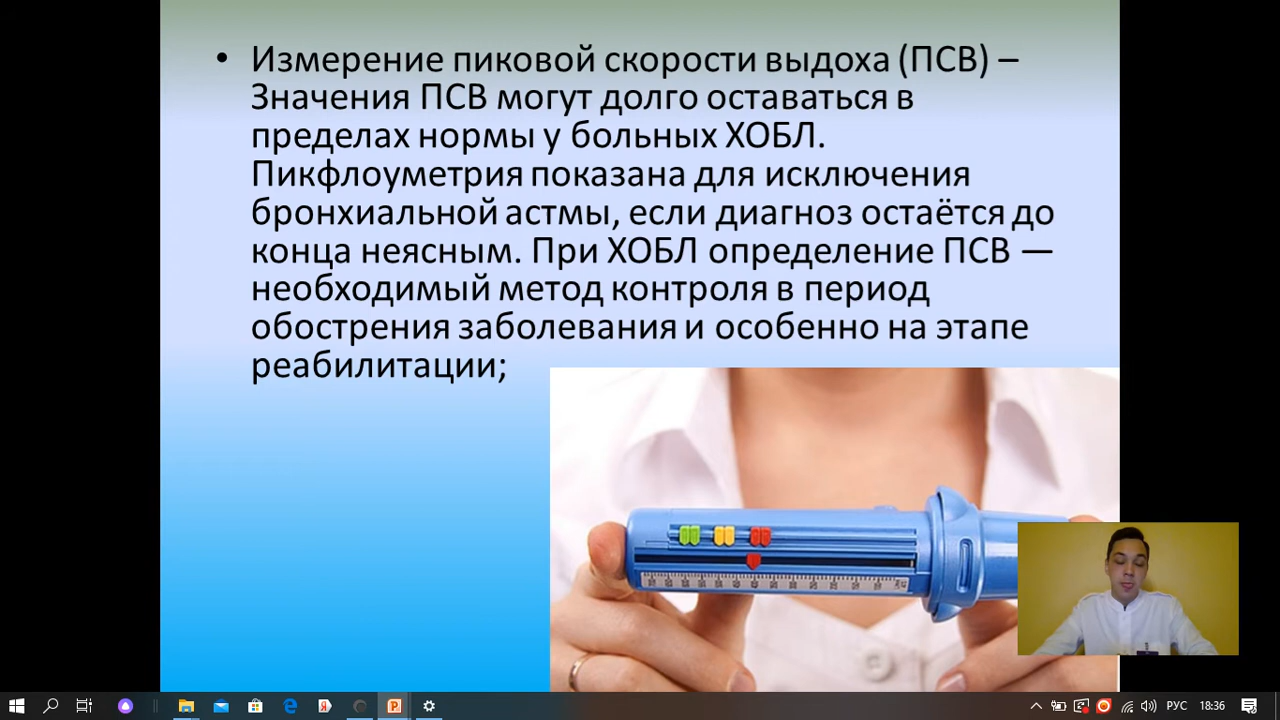 • Измерение пиковой скорости выдоха (ПСВ) –
Значения ПСВ могут долго оставаться в
пределах нормы у больных ХОБЛ.
Пикфлоуметрия показана для исключения
бронхиальной астмы, если диагноз остаётся до
конца неясным. При ХОБЛ определение ПСВ —
необходимый метод контроля в период
обострения заболевания и особенно на этапе
реабилитации;
РУС
18:36